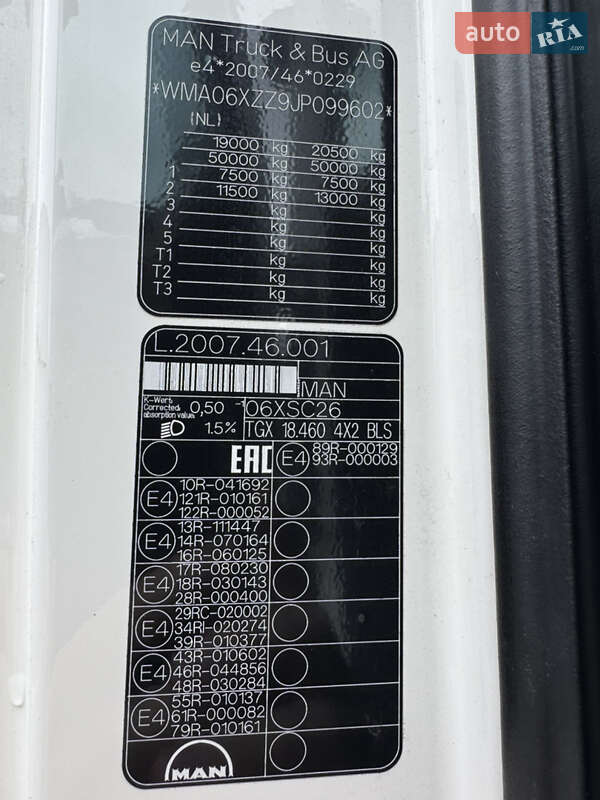 auto RIA.com
MAN Truck & Bus AG
e4*2007/46*0229
*WMA06XZZ9JP099602*
(NL)
19000 kg 20500 kg
50000 kg 50000 kg
1 7500 kg 7500 kg
2 11500 kg 13000 kg
3 kg kg
4 kg kg
5 kg kg
T1 kg kg
T2 kg kg
T3 kg kg
L.2007.46.001
MAN
K-Wert:
Corrected absorption value: 0,50 06XSC26
1.5% TGX 18.460 4X2 BLS
EAC E4 89R-000129
93R-000003
10R-041692
E4 121R-010161
122R-000052
13R-111447
E4 14R-070164
16R-060125
17R-080230
E4 18R-030143
28R-000400
29RC-020002
E4 34RI-020274
39R-010377
43R-010602
E4 46R-044856
48R-030284
55R-010137
E4 61R-000082
79R-010161
MAN